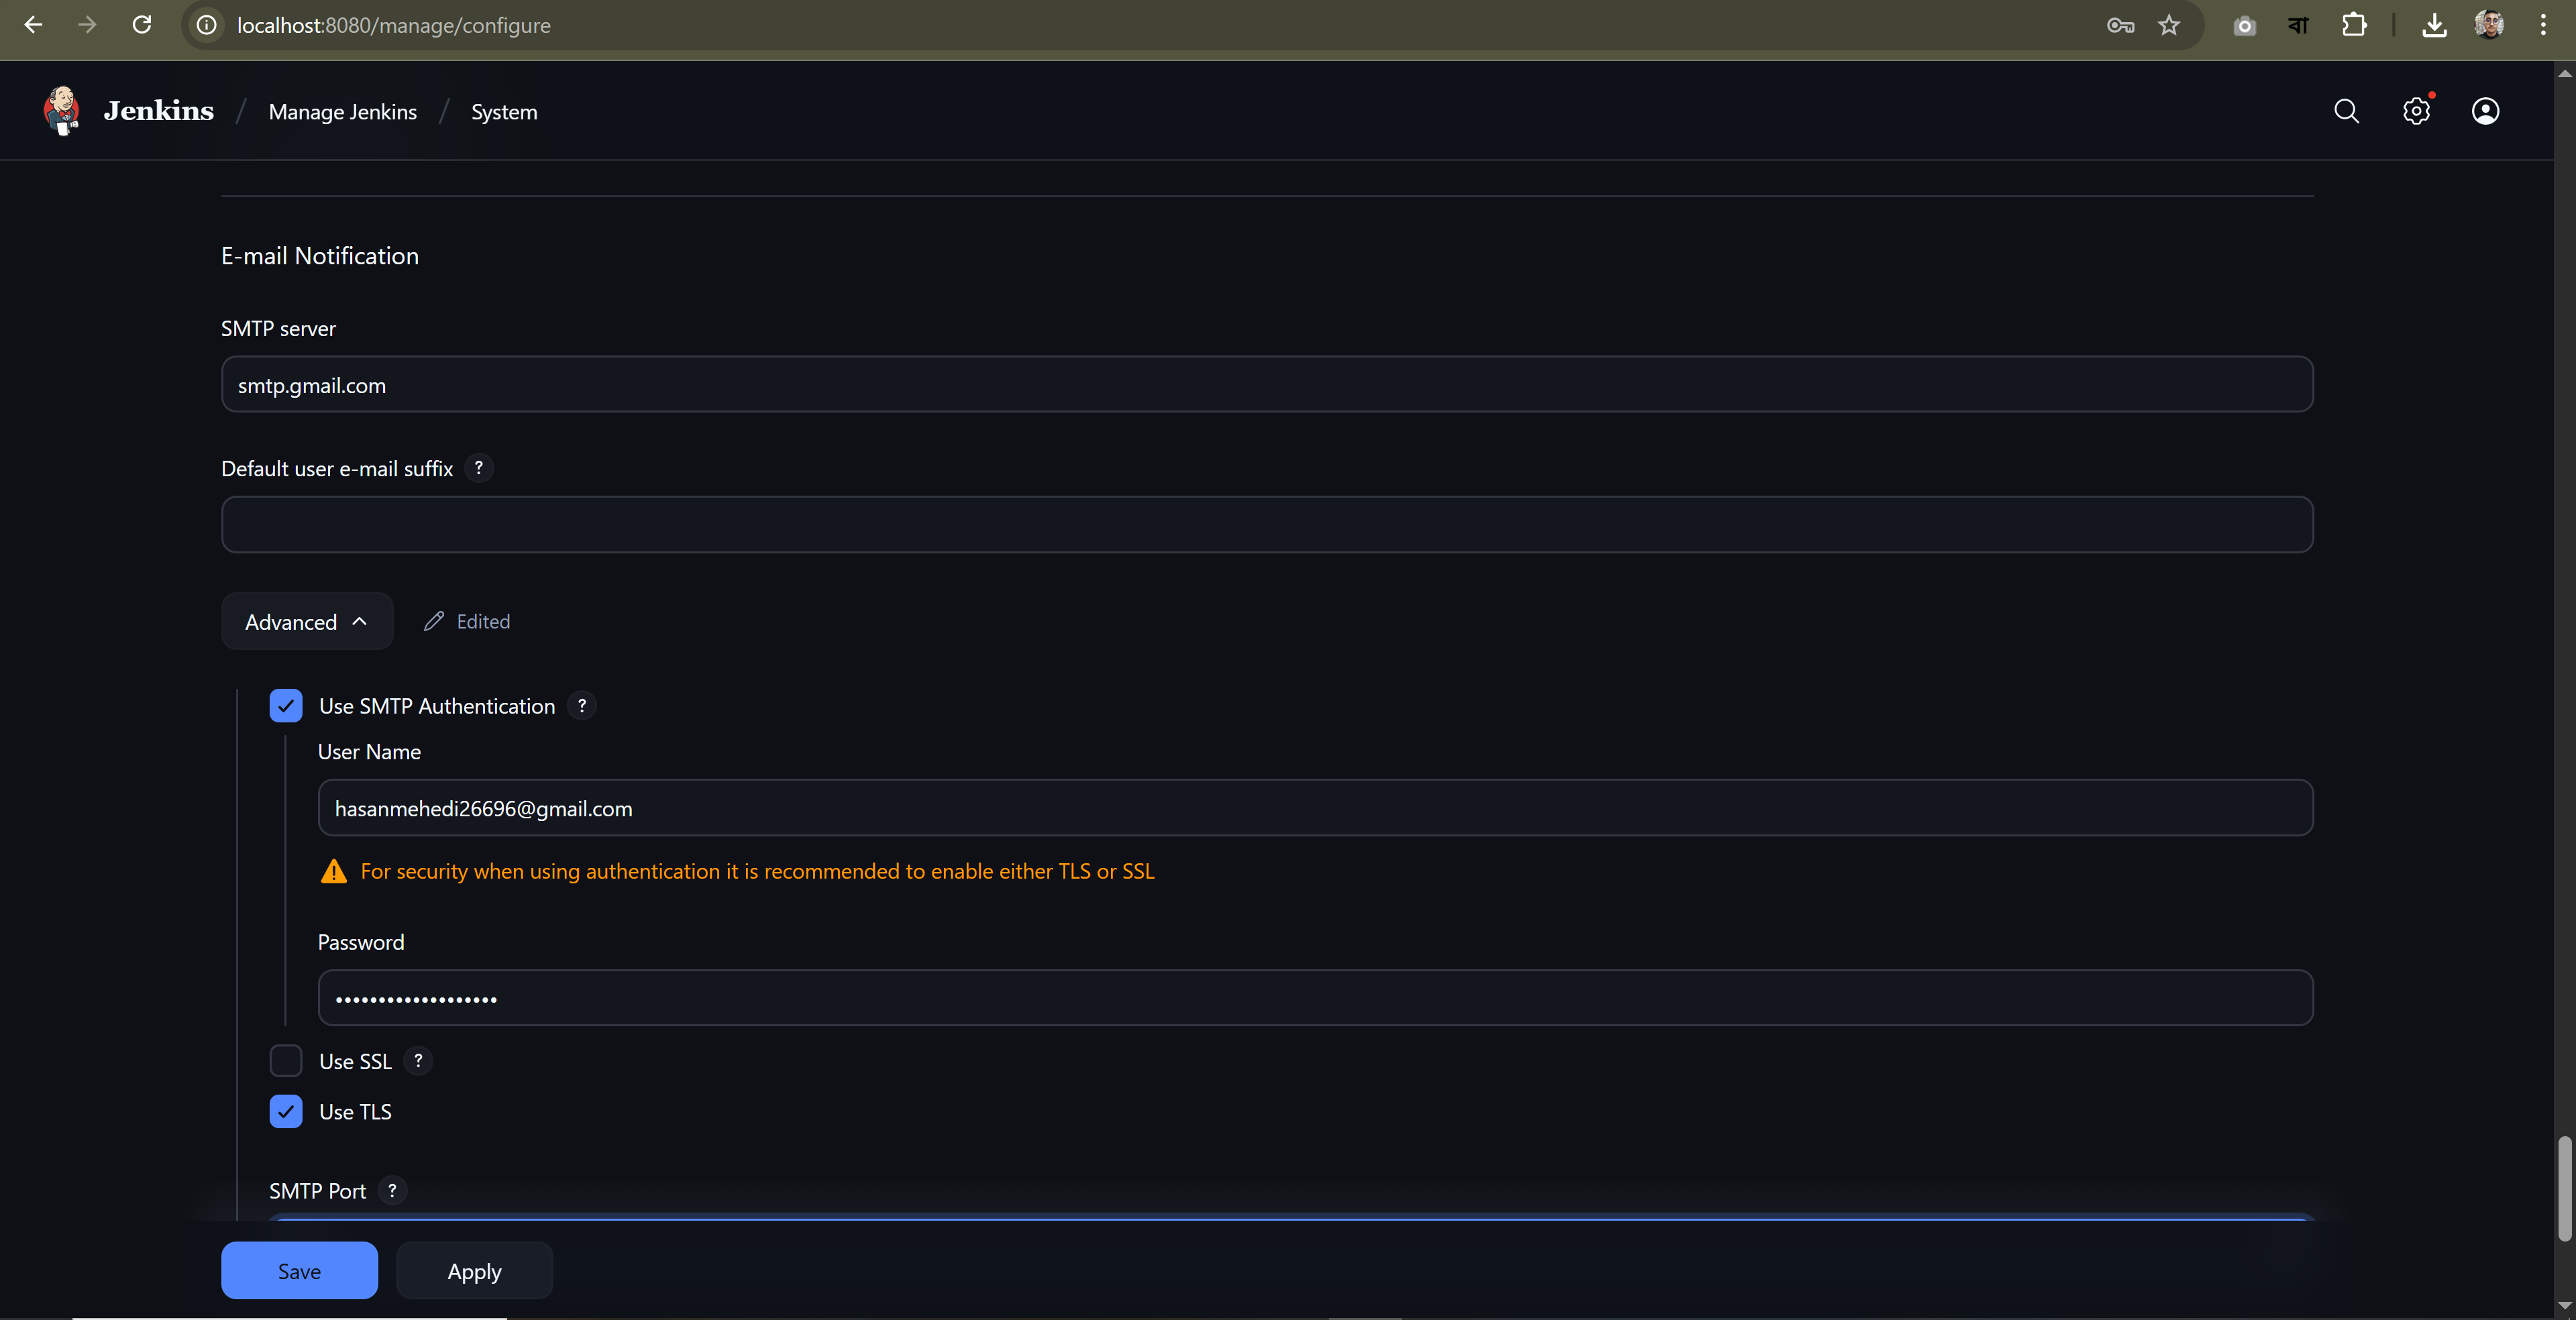 localhost:8080/manage/configure
বা
Jenkins / Manage Jenkins / System
E-mail Notification
SMTP server
smtp.gmail.com
Default user e-mail suffix ?
Advanced Edited
Use SMTP Authentication ?
User Name
hasanmehedi26696@gmail.com
For security when using authentication it is recommended to enable either TLS or SSL
Password
•••••••••••••••••••
Use SSL ?
Use TLS
SMTP Port ?
Save Apply